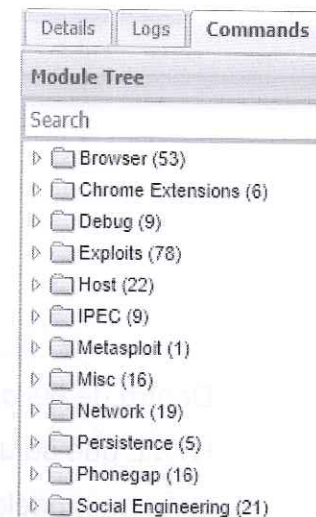 Details Logs Commands
Module Tree
Search
Browser (53)
Chrome Extensions (6)
Debug (9)
Exploits (78)
Host (22)
IPEC (9)
Metasploit (1)
Misc (16)
Network (19)
Persistence (5)
Phonegap (16)
Social Engineering (21)